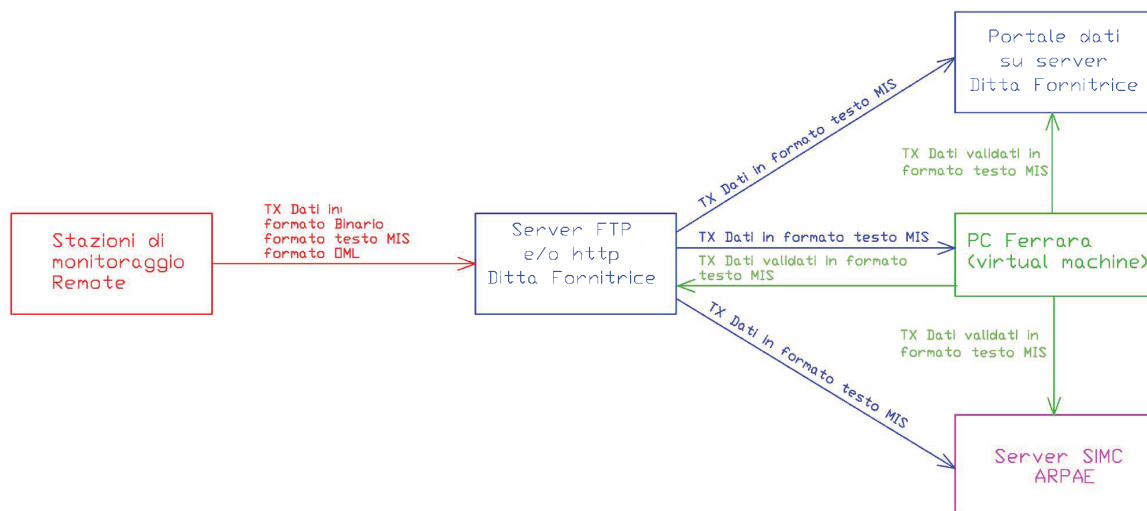 Portale dati
su server
Ditta Fornitrice
TX Dati in formato testo MIS
TX Dati validati in
formato testo MIS
TX Dati in:
formato Binario
formato testo MIS
formato OML
Stazioni di
monitoraggio
Remote
Server FTP
e/o http
Ditta Fornitrice
TX Dati in formato testo MIS
TX Dati validati in formato
testo MIS
PC Ferrara
(virtual machine)
TX Dati in formato testo MIS
TX Dati validati in
formato testo MIS
Server SIMC
ARPAE